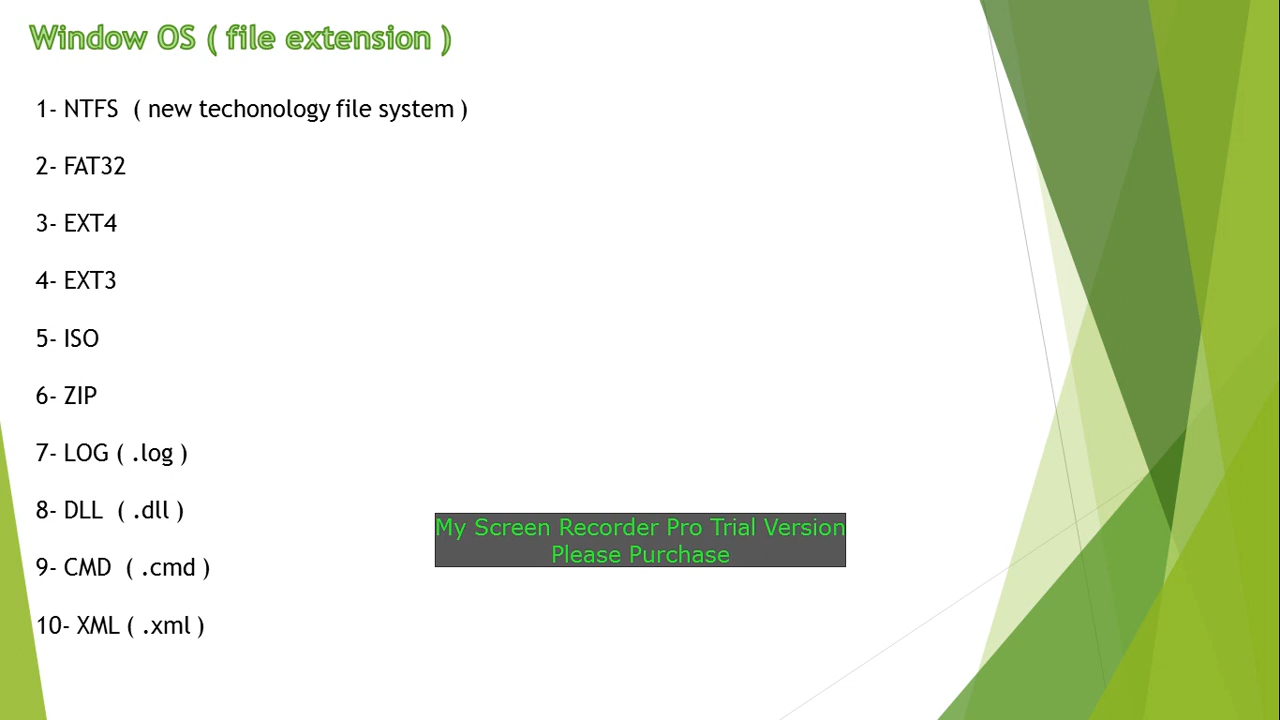 Window OS ( file extension )
1- NTFS ( new techonology file system )
2- FAT32
3- EXT4
4- EXT3
5- ISO
6- ZIP
7- LOG ( .log )
8- DLL ( .dll )
9- CMD ( .cmd )
10- XML ( .xml )
My Screen Recorder Pro Trial Version
Please Purchase